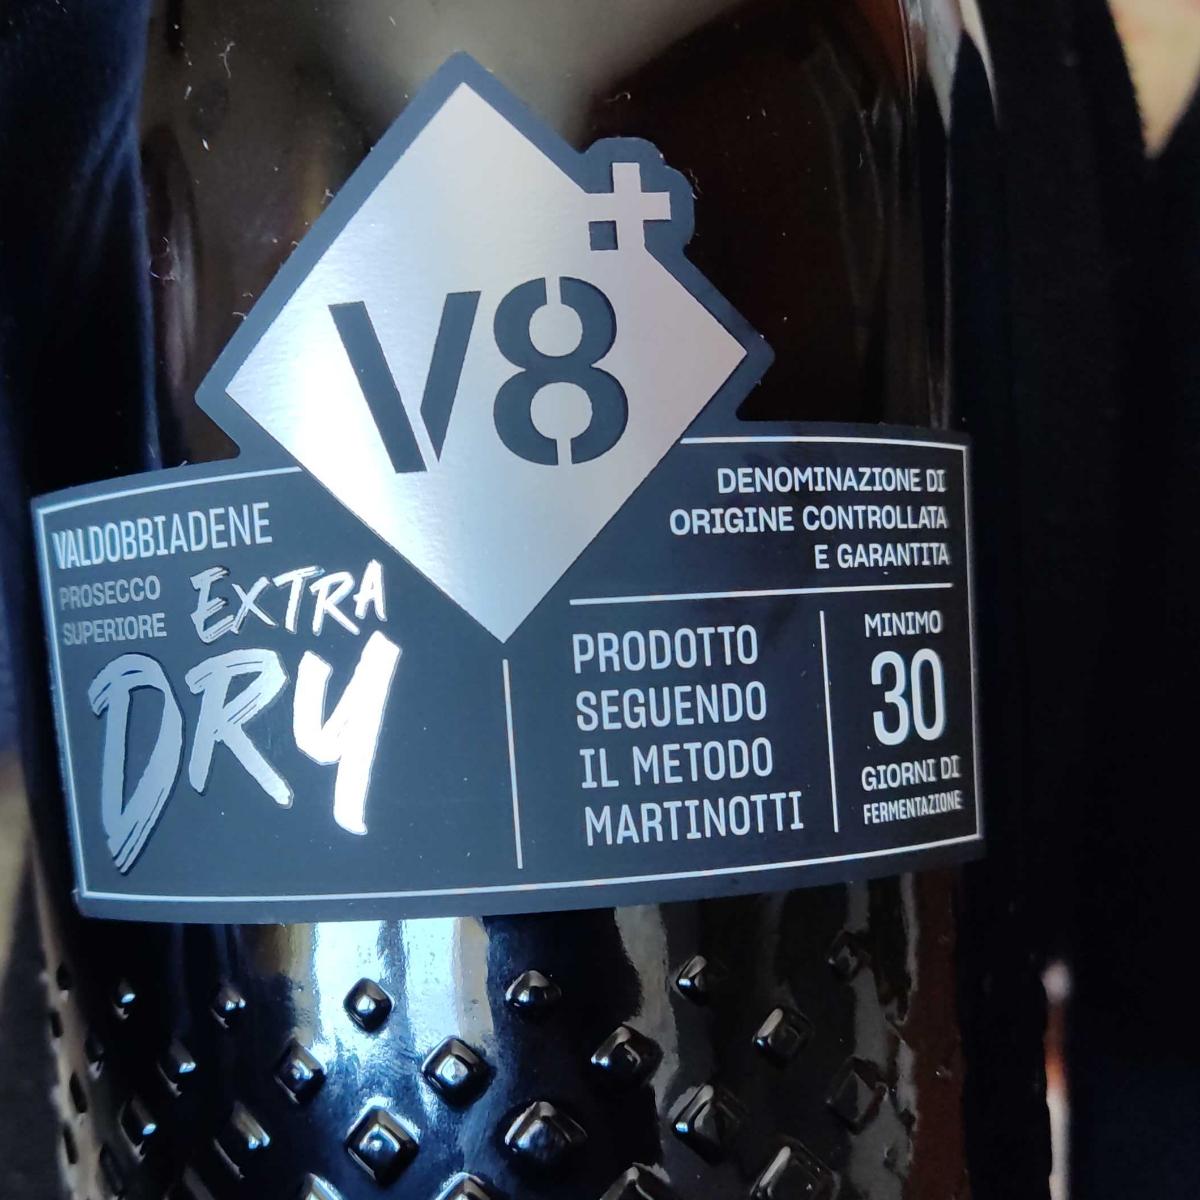 V8+
VALDOBBIADENE
PROSECCO
SUPERIORE
EXTRA
DRY
DENOMINAZIONE DI
ORIGINE CONTROLLATA
E GARANTITA
PRODOTTO
SEGUENDO
IL METODO
MARTINOTTI
MINIMO
30
GIORNI DI
FERMENTAZIONE